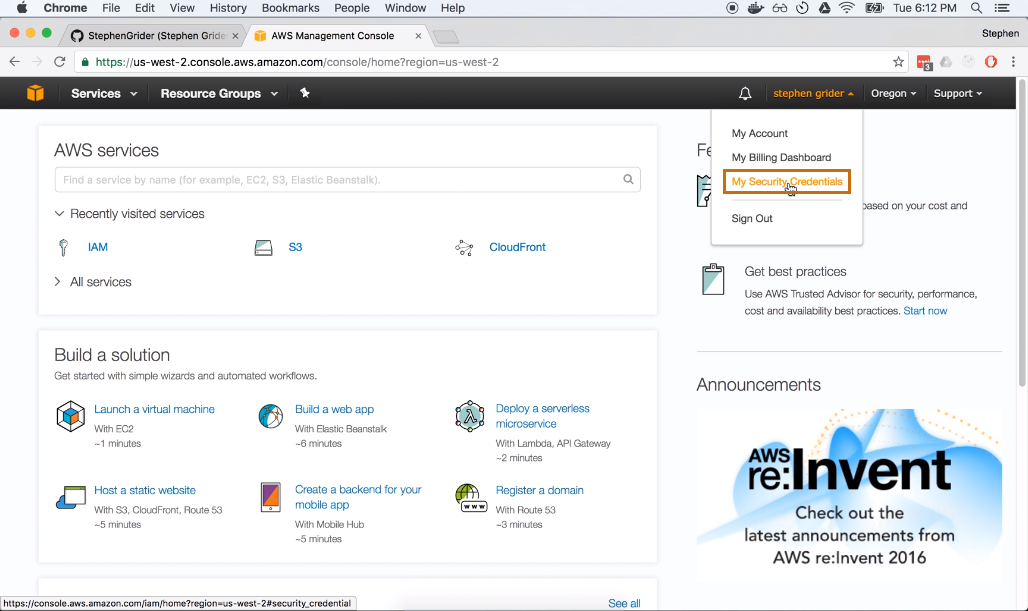 Chrome File Edit View History Bookmarks People Window Help
Tue 6:12 PM
StephenGrider (Stephen Gride
AWS Management Console
Stephen
https://us-west-2.console.aws.amazon.com/console/home?region=us-west-2
3
Services
Resource Groups
stephen grider
Oregon
Support
My Account
My Billing Dashboard
My Security Credentials
Sign Out
AWS services
Find a service by name (for example, EC2, S3, Elastic Beanstalk).
Recently visited services
IAM
S3
CloudFront
All services
Fe
based on your cost and
Get best practices
Use AWS Trusted Advisor for security, performance,
cost and availability best practices. Start now
Build a solution
Get started with simple wizards and automated workflows.
Launch a virtual machine
With EC2
~1 minutes
Build a web app
With Elastic Beanstalk
~6 minutes
Deploy a serverless
microservice
With Lambda, API Gateway
~2 minutes
Host a static website
With S3, CloudFront, Route 53
~5 minutes
Create a backend for your
mobile app
With Mobile Hub
~5 minutes
www
Register a domain
With Route 53
~3 minutes
Announcements
AWS
re:Invent
Check out the
latest announcements from
AWS re:Invent 2016
See all
https://console.aws.amazon.com/iam/home?region=us-west-2#security_credential